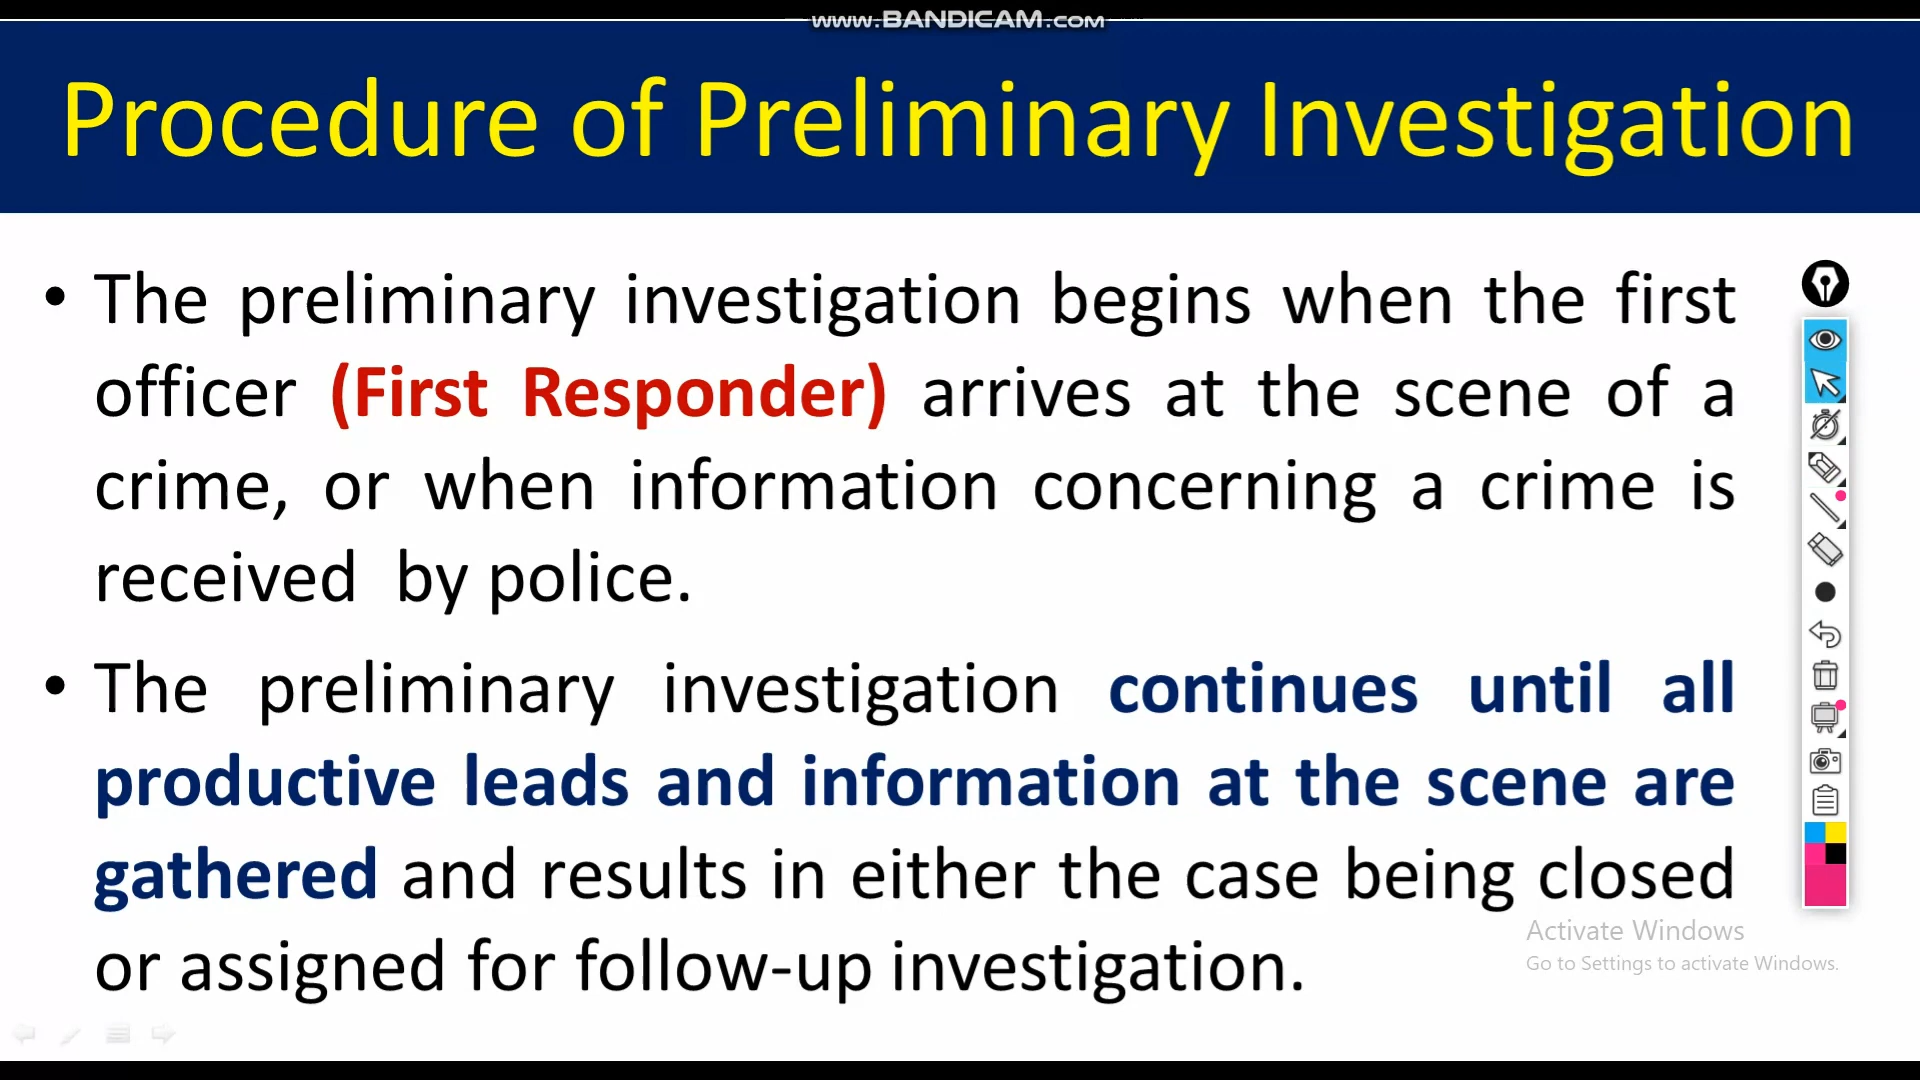 www.BANDICAM.com
Procedure of Preliminary Investigation
• The preliminary investigation begins when the first
officer (First Responder) arrives at the scene of a
crime, or when information concerning a crime is
received by police.
• The preliminary investigation continues until all
productive leads and information at the scene are
gathered and results in either the case being closed
or assigned for follow-up investigation.
Activate Windows
Go to Settings to activate Windows.